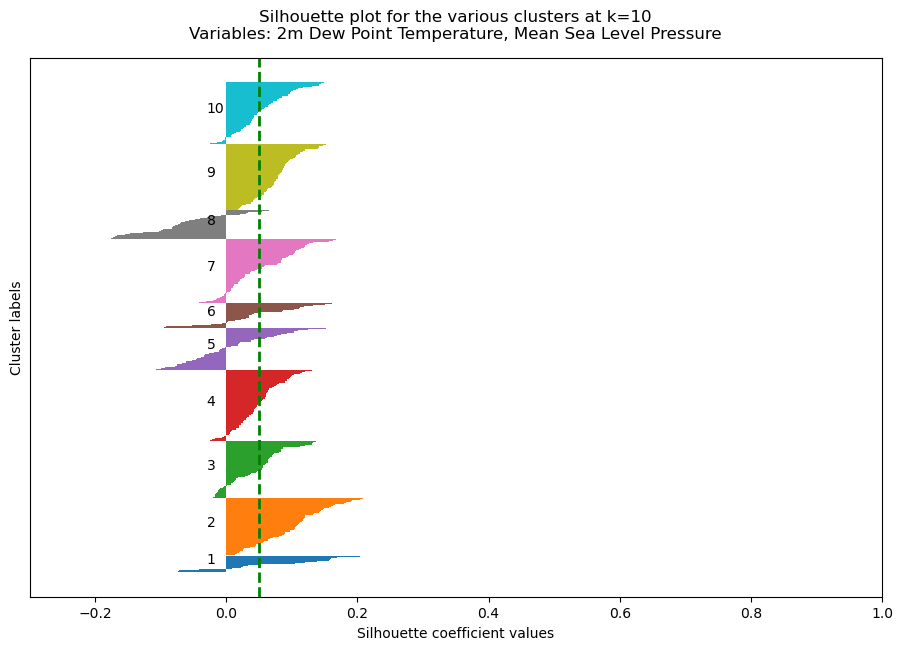 Silhouette plot for the various clusters at k=10
Variables: 2m Dew Point Temperature, Mean Sea Level Pressure
Cluster labels
10
9
8
7
6
5
4
3
2
1
−0.2 0.0 0.2 0.4 0.6 0.8 1.0
Silhouette coefficient values